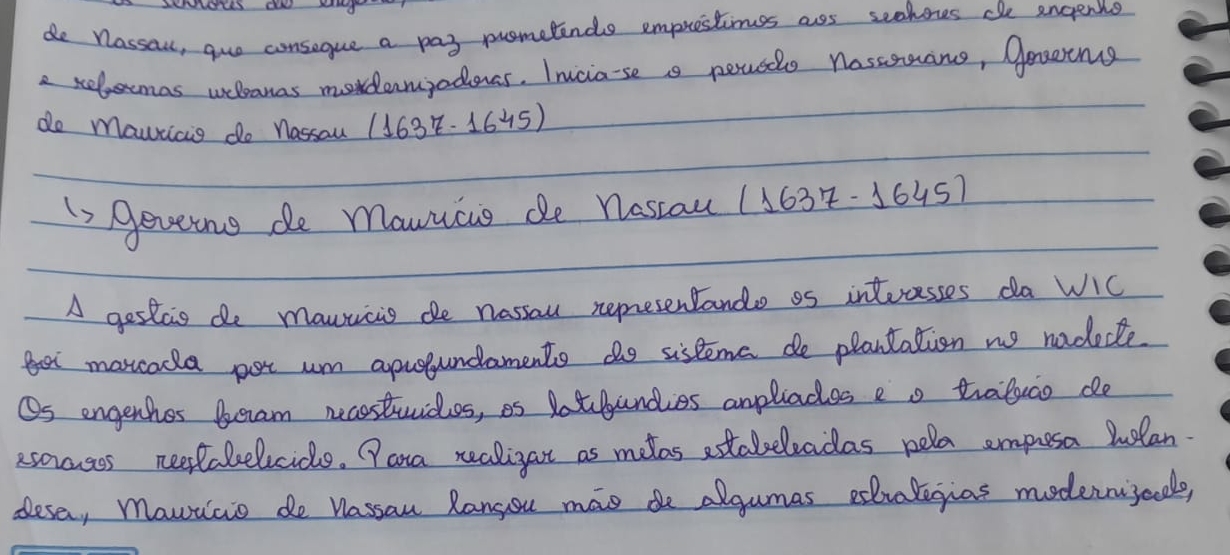 senhores de engenho
de Nassau, que consegue a paz prometendo empréstimos aos senhores de engenho
e reformas urbanas modernizadoras. Inicia-se o período Nassoviano, Governo
de Maurício de Nassau (1637-1645)
↳ Governo de Maurício de Nassau (1637-1645)
A gestão de Maurício de Nassau representando os interesses da WIC
foi marcada por um aprofundamento do sistema de plantation no nordeste.
Os engenhos foram recostruidos, os latifúndios ampliados e o tráfico de
escravos reestabelecido. Para realizar as metas estabelecidas pela empresa holan-
desa, Maurício de Nassau lançou mão de algumas estratégias